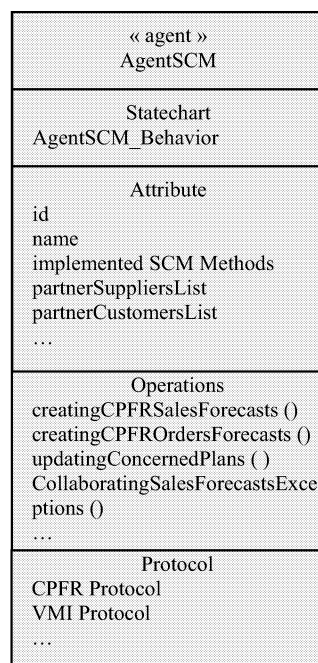 « agent »
AgentSCM
Statechart
AgentSCM_Behavior
Attribute
id
name
implemented SCM Methods
partnerSuppliersList
partnerCustomersList
…
Operations
creatingCPFRSalesForecasts ()
creatingCPFROrdersForecasts ()
updatingConcernedPlans ( )
CollaboratingSalesForecastsExce
ptions ()
…
Protocol
CPFR Protocol
VMI Protocol
…